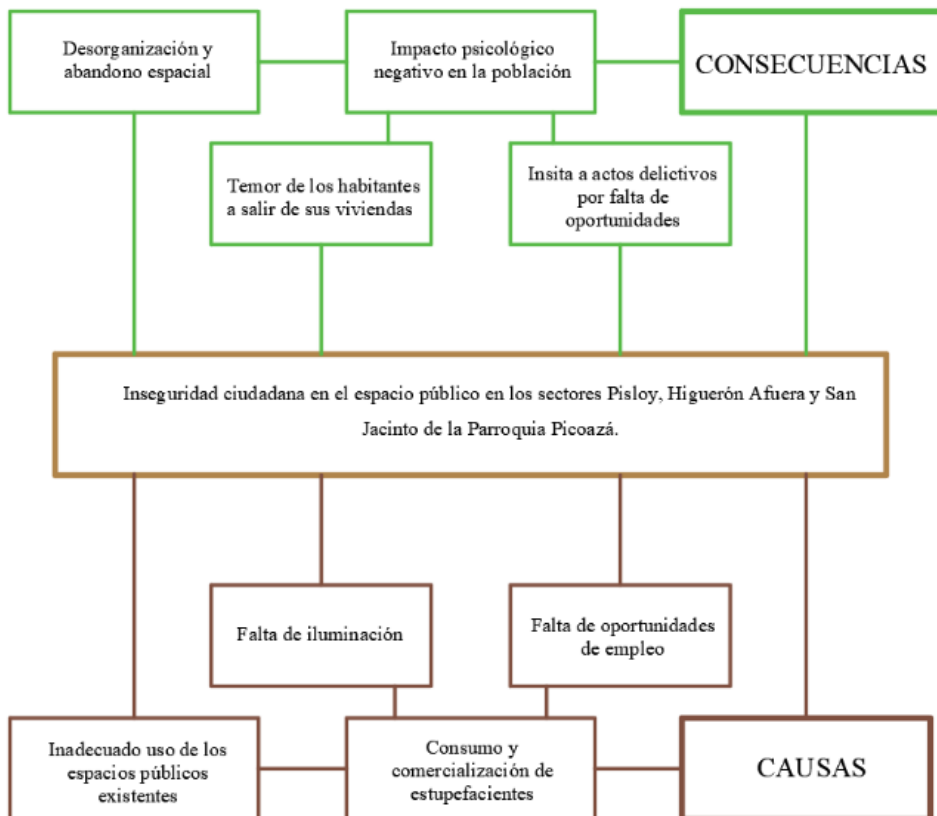 Desorganización y
abandono espacial
Impacto psicológico
negativo en la población
CONSECUENCIAS
Temor de los habitantes
a salir de sus viviendas
Insita a actos delictivos
por falta de
oportunidades
Inseguridad ciudadana en el espacio público en los sectores Pisloy, Higuerón Afuera y San
Jacinto de la Parroquia Picoazá.
Falta de iluminación
Falta de oportunidades
de empleo
Inadecuado uso de los
espacios públicos
existentes
Consumo y
comercialización de
estupefacientes
CAUSAS